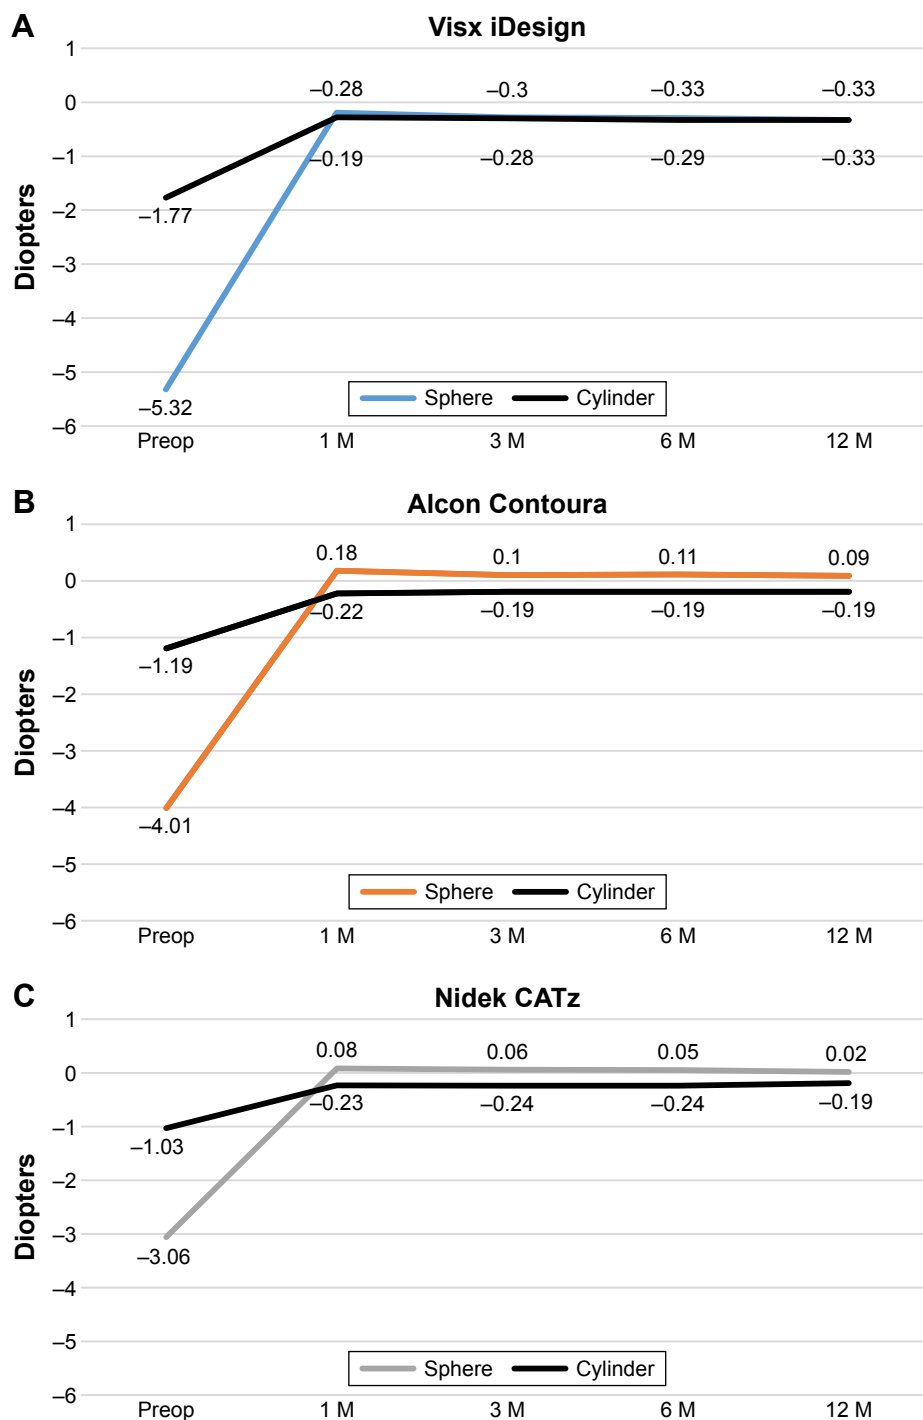 A
Visx iDesign
1
0
–1
–2
–3
–4
–5
–6
Diopters
–0.28 –0.3 –0.33 –0.33
–0.19 –0.28 –0.29 –0.33
–1.77
–5.32
Sphere Cylinder
Preop 1 M 3 M 6 M 12 M
B
Alcon Contoura
1
0
–1
–2
–3
–4
–5
–6
Diopters
0.18 0.1 0.11 0.09
–0.22 –0.19 –0.19 –0.19
–1.19
–4.01
Sphere Cylinder
Preop 1 M 3 M 6 M 12 M
C
Nidek CATz
1
0
–1
–2
–3
–4
–5
–6
Diopters
0.08 0.06 0.05 0.02
–0.23 –0.24 –0.24 –0.19
–1.03
–3.06
Sphere Cylinder
Preop 1 M 3 M 6 M 12 M